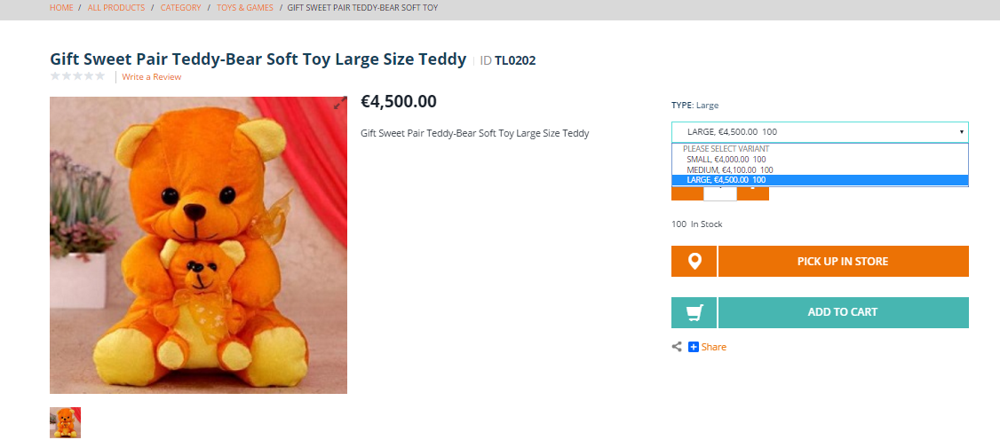 HOME / ALL PRODUCTS / CATEGORY / TOYS & GAMES / GIFT SWEET PAIR TEDDY-BEAR SOFT TOY
Gift Sweet Pair Teddy-Bear Soft Toy Large Size Teddy | ID TL0202
Write a Review
€4,500.00
Gift Sweet Pair Teddy-Bear Soft Toy Large Size Teddy
TYPE: Large
LARGE, €4,500.00 100
PLEASE SELECT VARIANT
SMALL, €4,000.00 100
MEDIUM, €4,100.00 100
LARGE, €4,500.00 100
100 In Stock
PICK UP IN STORE
ADD TO CART
Share